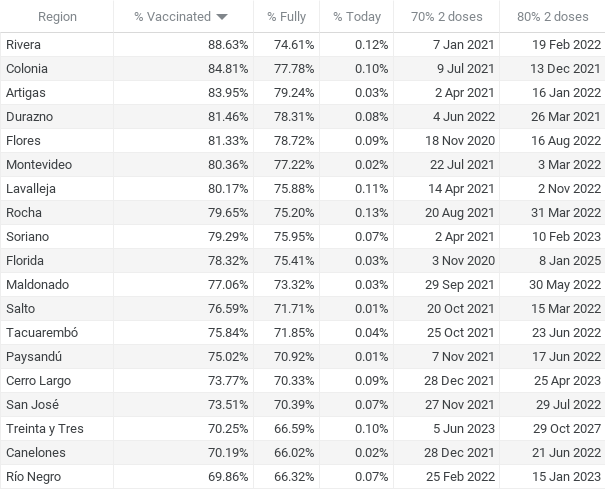 Region % Vaccinated % Fully % Today 70% 2 doses 80% 2 doses
Rivera 88.63% 74.61% 0.12% 7 Jan 2021 19 Feb 2022
Colonia 84.81% 77.78% 0.10% 9 Jul 2021 13 Dec 2021
Artigas 83.95% 79.24% 0.03% 2 Apr 2021 16 Jan 2022
Durazno 81.46% 78.31% 0.08% 4 Jun 2022 26 Mar 2021
Flores 81.33% 78.72% 0.09% 18 Nov 2020 16 Aug 2022
Montevideo 80.36% 77.22% 0.02% 22 Jul 2021 3 Mar 2022
Lavalleja 80.17% 75.88% 0.11% 14 Apr 2021 2 Nov 2022
Rocha 79.65% 75.20% 0.13% 20 Aug 2021 31 Mar 2022
Soriano 79.29% 75.95% 0.07% 2 Apr 2021 10 Feb 2023
Florida 78.32% 75.41% 0.03% 3 Nov 2020 8 Jan 2025
Maldonado 77.06% 73.32% 0.03% 29 Sep 2021 30 May 2022
Salto 76.59% 71.71% 0.01% 20 Oct 2021 15 Mar 2022
Tacuarembó 75.84% 71.85% 0.04% 25 Oct 2021 23 Jun 2022
Paysandú 75.02% 70.92% 0.01% 7 Nov 2021 17 Jun 2022
Cerro Largo 73.77% 70.33% 0.09% 28 Dec 2021 25 Apr 2023
San José 73.51% 70.39% 0.07% 27 Nov 2021 29 Jul 2022
Treinta y Tres 70.25% 66.59% 0.10% 5 Jun 2023 29 Oct 2027
Canelones 70.19% 66.02% 0.02% 28 Dec 2021 21 Jun 2022
Río Negro 69.86% 66.32% 0.07% 25 Feb 2022 15 Jan 2023